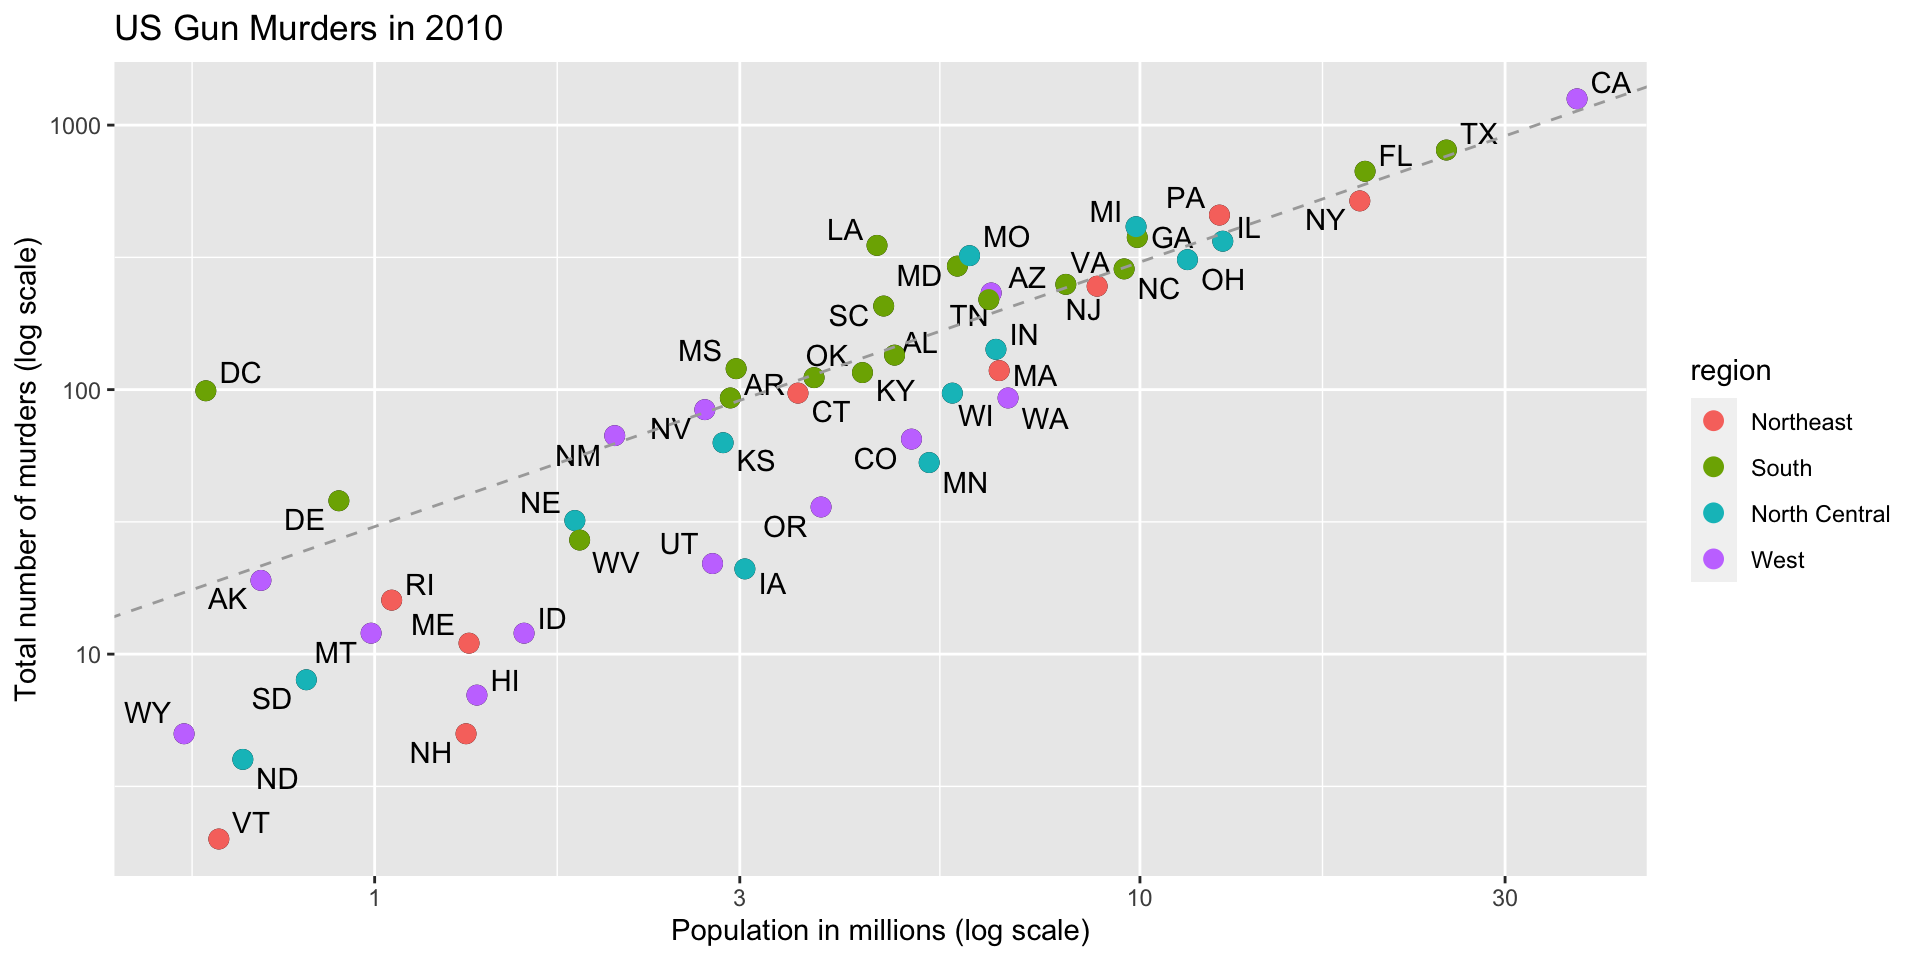 US Gun Murders in 2010
Total number of murders (log scale)
1000
100
10
CA
TX
FL
NY
PA
IL
MI
GA
OH
LA
MO
MD
AZ
VA
NC
NJ
SC
TN
IN
AL
MS
OK
DC
AR
KY
MA
CT
WI
WA
NV
NM
KS
CO
MN
DE
NE
OR
WV
UT
IA
AK
RI
ME
ID
MT
SD
HI
WY
NH
ND
VT
1
3
10
30
Population in millions (log scale)
region
Northeast
South
North Central
West